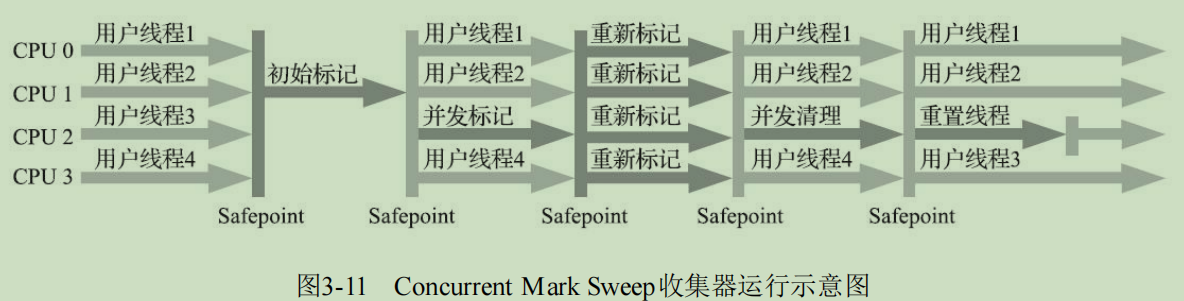 CPU 0 用户线程1 用户线程1 重新标记 用户线程1 用户线程1
CPU 1 用户线程2 初始标记 用户线程2 重新标记 用户线程2 用户线程2
CPU 2 用户线程3 并发标记 重新标记 并发清理 重置线程
CPU 3 用户线程4 用户线程4 重新标记 用户线程4 用户线程3
Safepoint Safepoint Safepoint Safepoint Safepoint
图3-11 Concurrent Mark Sweep收集器运行示意图